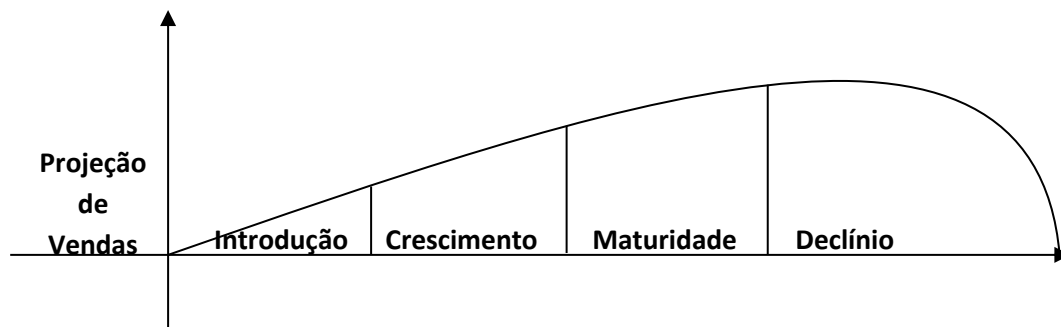 Projeção
de
Vendas
Introdução
Crescimento
Maturidade
Declínio